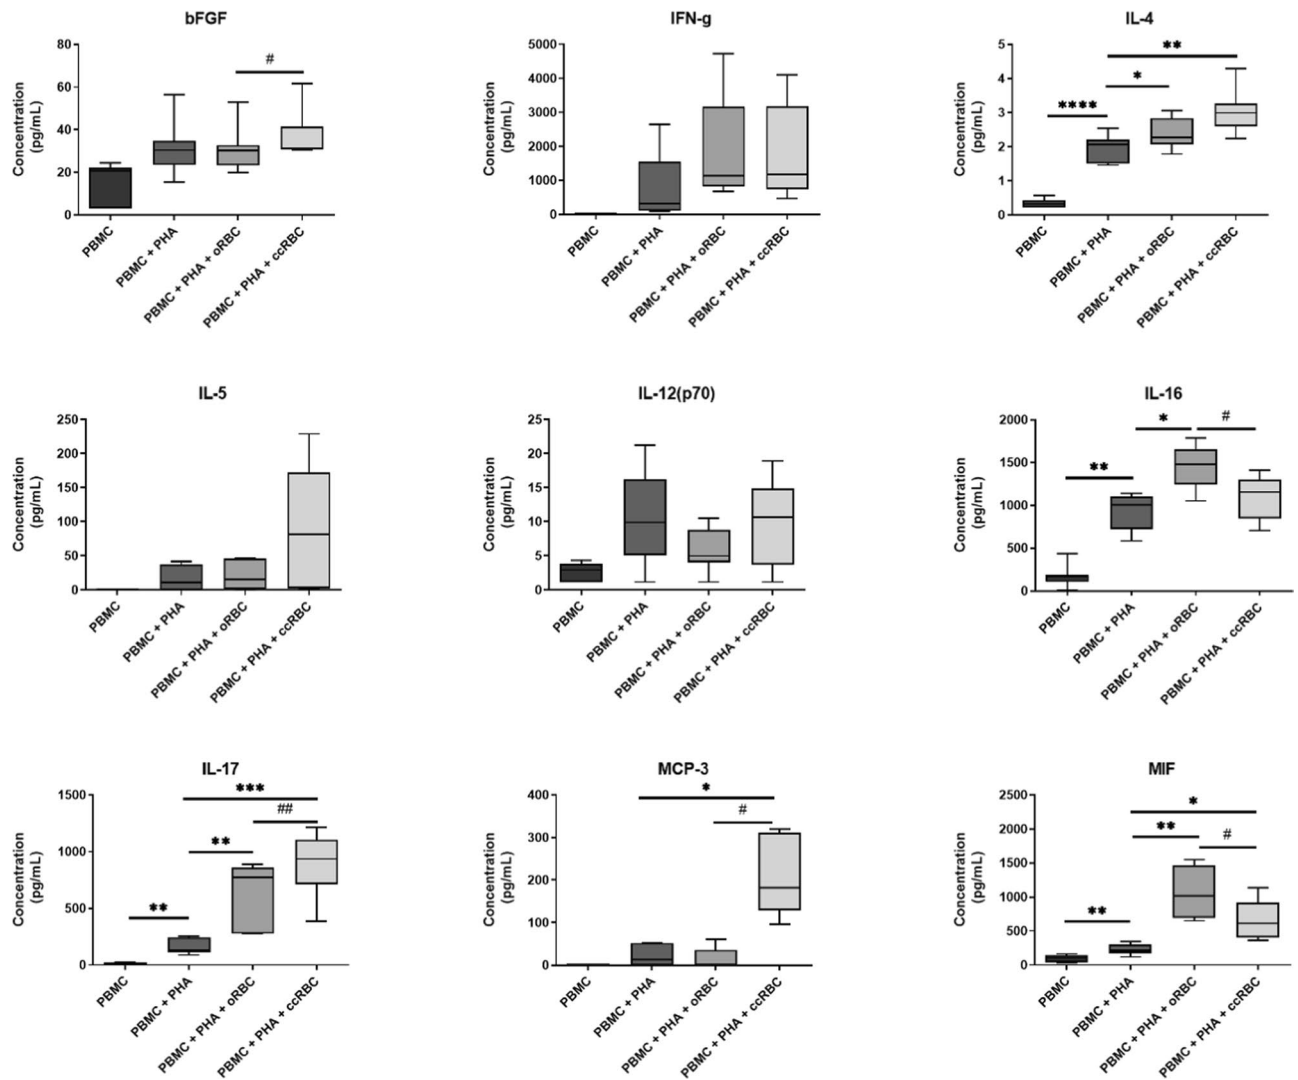 bFGF
Concentration
(pg/mL)
80
60
40
20
0
#
PBMC
PBMC + PHA
PBMC + PHA + oRBC
PBMC + PHA + ccRBC
IFN-g
Concentration
(pg/mL)
5000
4000
3000
2000
1000
0
PBMC
PBMC + PHA
PBMC + PHA + oRBC
PBMC + PHA + ccRBC
IL-4
Concentration
(pg/mL)
5
4
3
2
1
0
**
*
****
PBMC
PBMC + PHA
PBMC + PHA + oRBC
PBMC + PHA + ccRBC
IL-5
Concentration
(pg/mL)
250
200
150
100
50
0
PBMC
PBMC + PHA
PBMC + PHA + oRBC
PBMC + PHA + ccRBC
IL-12(p70)
Concentration
(pg/mL)
25
20
15
10
5
0
PBMC
PBMC + PHA
PBMC + PHA + oRBC
PBMC + PHA + ccRBC
IL-16
Concentration
(pg/mL)
2000
1500
1000
500
0
* #
**
PBMC
PBMC + PHA
PBMC + PHA + oRBC
PBMC + PHA + ccRBC
IL-17
Concentration
(pg/mL)
1500
1000
500
0
***
##
**
**
PBMC
PBMC + PHA
PBMC + PHA + oRBC
PBMC + PHA + ccRBC
MCP-3
Concentration
(pg/mL)
400
300
200
100
0
*
#
PBMC
PBMC + PHA
PBMC + PHA + oRBC
PBMC + PHA + ccRBC
MIF
Concentration
(pg/mL)
2500
2000
1500
1000
500
0
*
**
#
**
PBMC
PBMC + PHA
PBMC + PHA + oRBC
PBMC + PHA + ccRBC